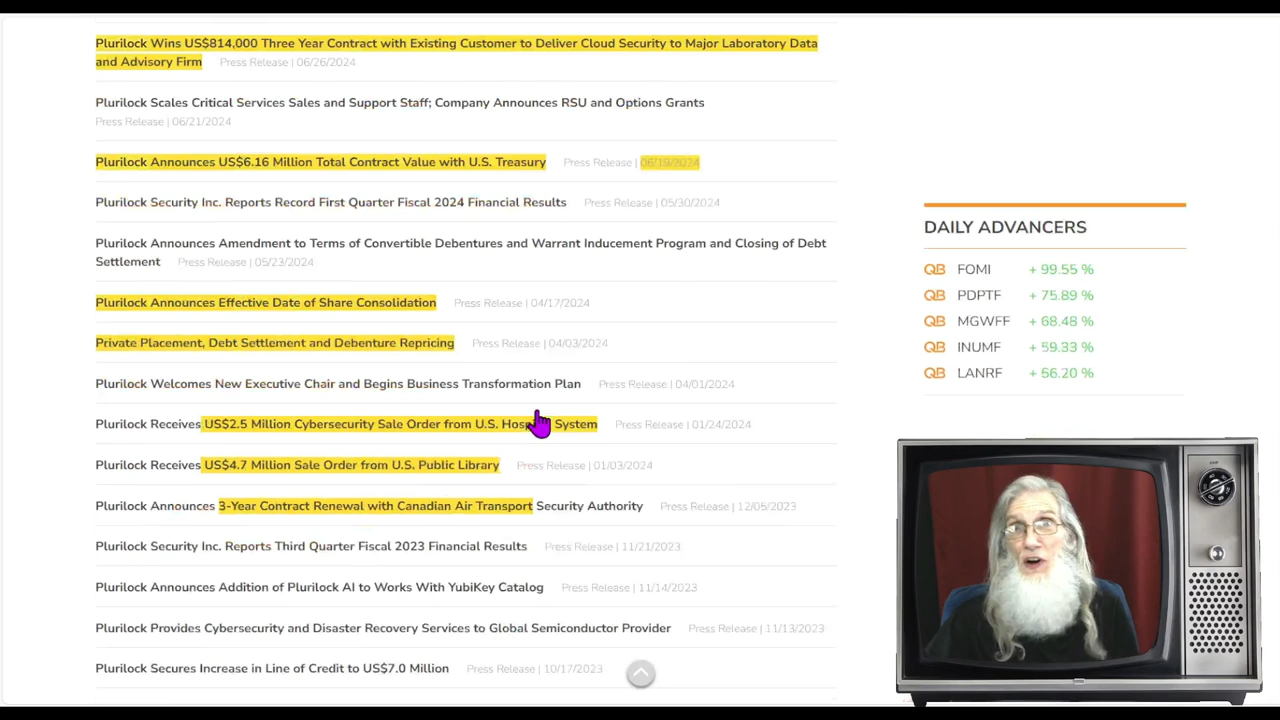 Plurilock Wins US$814,000 Three Year Contract with Existing Customer to Deliver Cloud Security to Major Laboratory Data
and Advisory Firm Press Release | 06/26/2024
Plurilock Scales Critical Services Sales and Support Staff; Company Announces RSU and Options Grants
Press Release | 06/21/2024
Plurilock Announces US$6.16 Million Total Contract Value with U.S. Treasury Press Release | 06/19/2024
Plurilock Security Inc. Reports Record First Quarter Fiscal 2024 Financial Results Press Release | 05/30/2024
Plurilock Announces Amendment to Terms of Convertible Debentures and Warrant Inducement Program and Closing of Debt
Settlement Press Release | 05/23/2024
Plurilock Announces Effective Date of Share Consolidation Press Release | 04/17/2024
Private Placement, Debt Settlement and Debenture Repricing Press Release | 04/03/2024
Plurilock Welcomes New Executive Chair and Begins Business Transformation Plan Press Release | 04/01/2024
Plurilock Receives US$2.5 Million Cybersecurity Sale Order from U.S. System Press Release | 01/24/2024
Plurilock Receives US$4.7 Million Sale Order from U.S. Public Library Press Release | 01/03/2024
Plurilock Announces 3-Year Contract Renewal with Canadian Air Transport Security Authority Press Release | 12/05/2023
Plurilock Security Inc. Reports Third Quarter Fiscal 2023 Financial Results Press Release | 11/21/2023
Plurilock Announces Addition of Plurilock AI to Works With YubiKey Catalog Press Release | 11/14/2023
Plurilock Provides Cybersecurity and Disaster Recovery Services to Global Semiconductor Provider Press Release | 11/13/2023
Plurilock Secures Increase in Line of Credit to US$7.0 Million Press Release | 10/17/2023
DAILY ADVANCERS
QB FOMI + 99.55 %
QB PDPTF + 75.89 %
QB MGWFF + 68.48 %
QB INUMF + 59.33 %
QB LANRF + 56.20 %